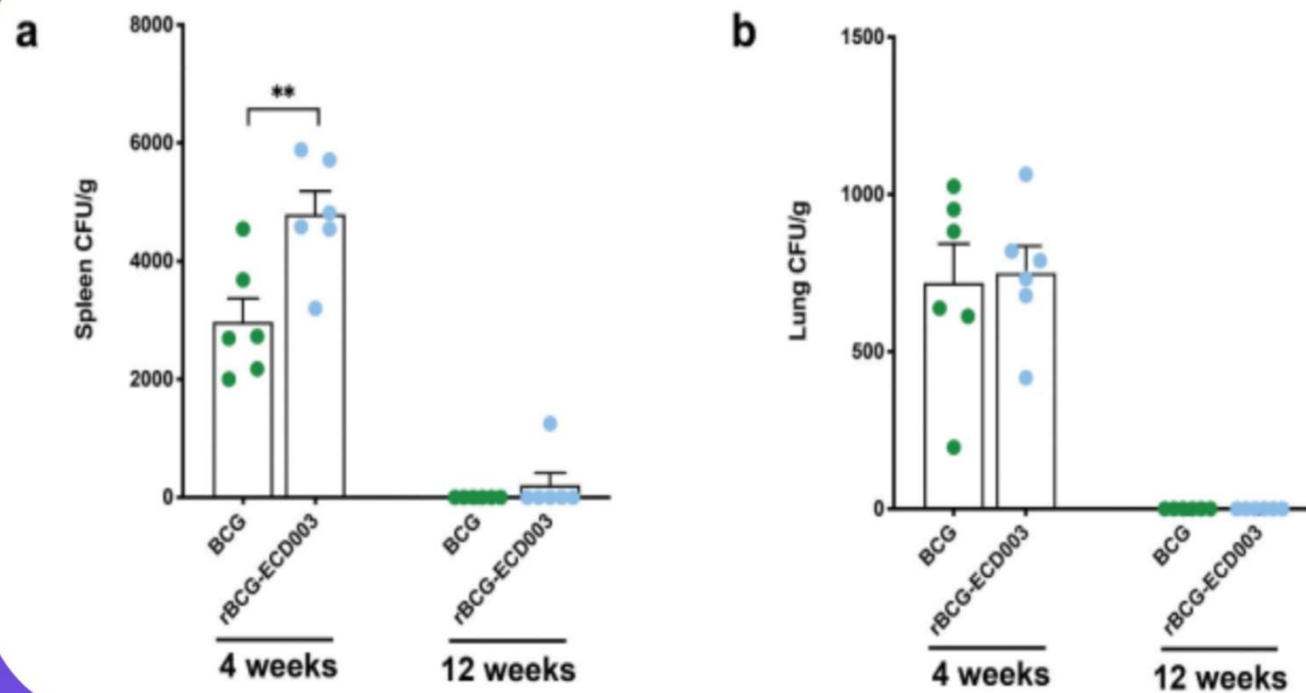 a
8000
6000
4000
2000
0
Spleen CFU/g
**
BCG
rBCG-ECD003
BCG
rBCG-ECD003
4 weeks
12 weeks
b
1500
1000
500
0
Lung CFU/g
BCG
rBCG-ECD003
BCG
rBCG-ECD003
4 weeks
12 weeks